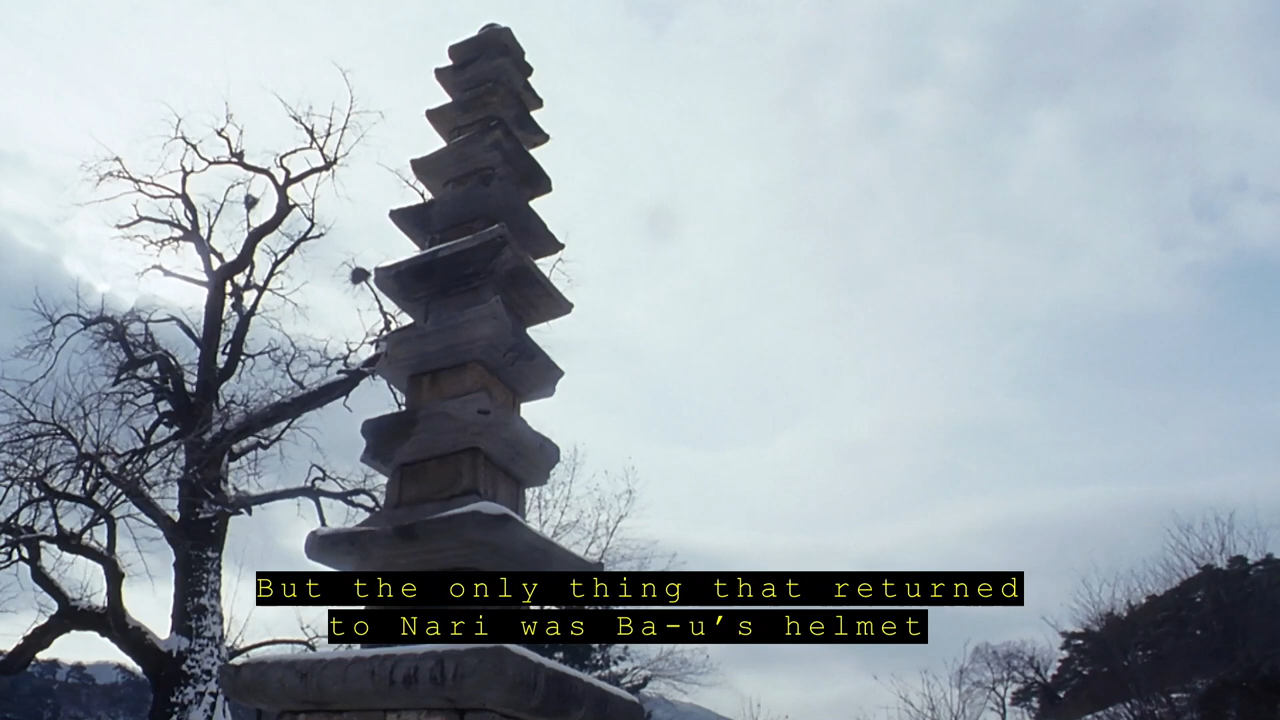 But the only thing that returned
to Nari was Ba-u’s helmet